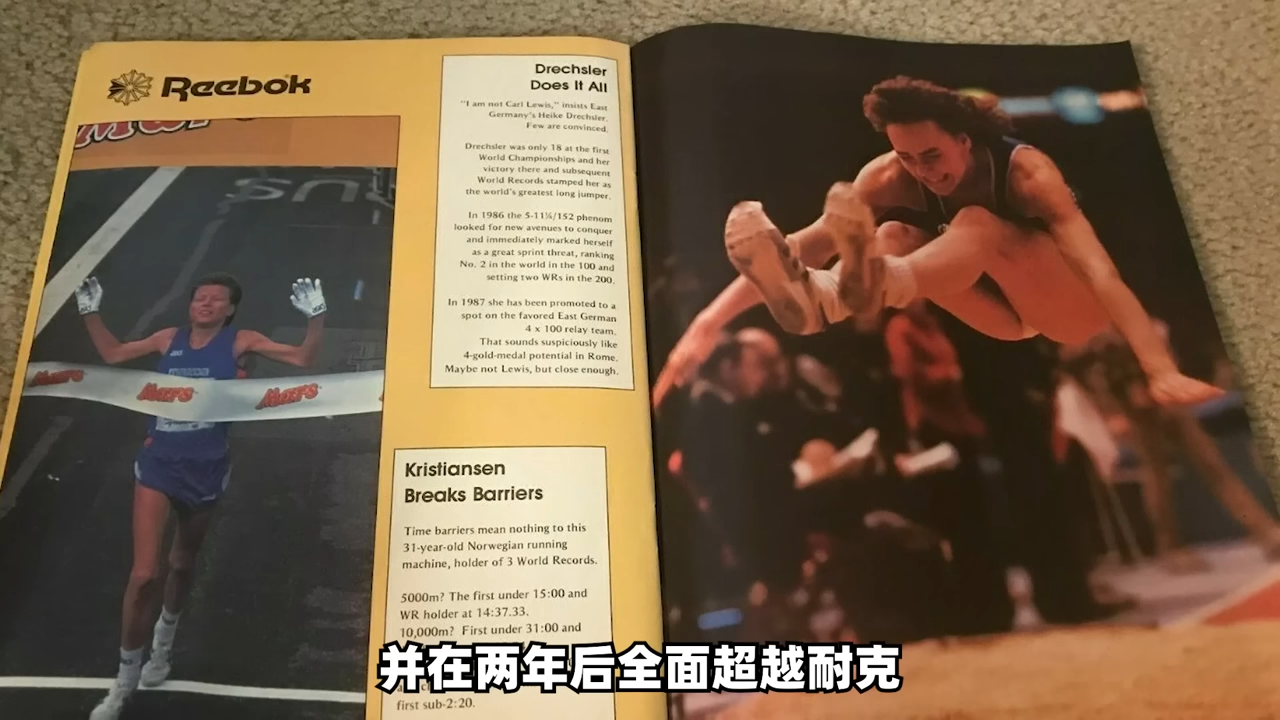 Reebok
Drechsler
Does It All
"I am not Carl Lewis," insists East
Germany's Heike Drechsler.
Few are convinced.
Drechsler was only 18 at the first
World Championships and her
victory there and subsequent
World Records stamped her as
the world's greatest long jumper.
In 1986 the 5-11¼/152 phenom
looked for new avenues to conquer
and immediately marked herself
as a great sprint threat, ranking
No. 2 in the world in the 100 and
setting two WRs in the 200.
In 1987 she has been promoted to a
spot on the favored East German
4 x 100 relay team.
That sounds suspiciously like
4-gold-medal potential in Rome.
Maybe not Lewis, but close enough.
Mars
Mars Mars
Kristiansen
Breaks Barriers
Time barriers mean nothing to this
31-year-old Norwegian running
machine, holder of 3 World Records.
5000m? The first under 15:00 and
WR holder at 14:37.33.
10,000m? First under 31:00 and
first sub-2:20.
并在两年后全面超越耐克